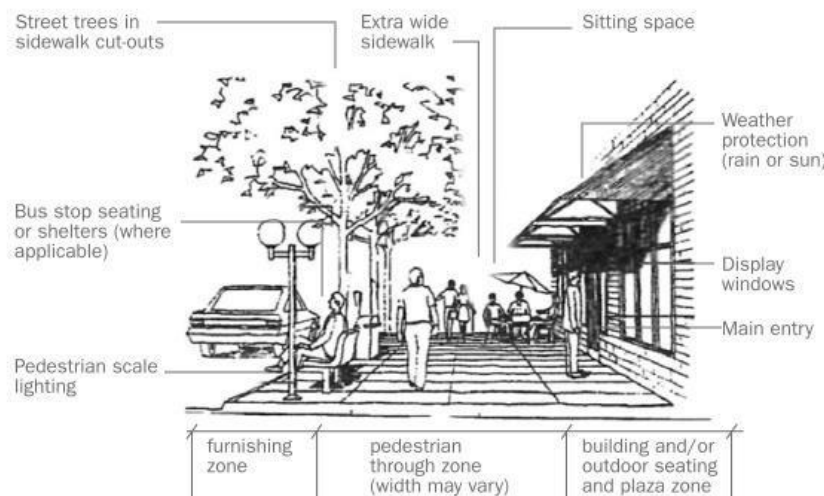 Street trees in
sidewalk cut-outs
Extra wide
sidewalk
Sitting space
Weather
protection
(rain or sun)
Bus stop seating
or shelters (where
applicable)
Display
windows
Main entry
Pedestrian scale
lighting
furnishing
zone
pedestrian
through zone
(width may vary)
building and/or
outdoor seating
and plaza zone